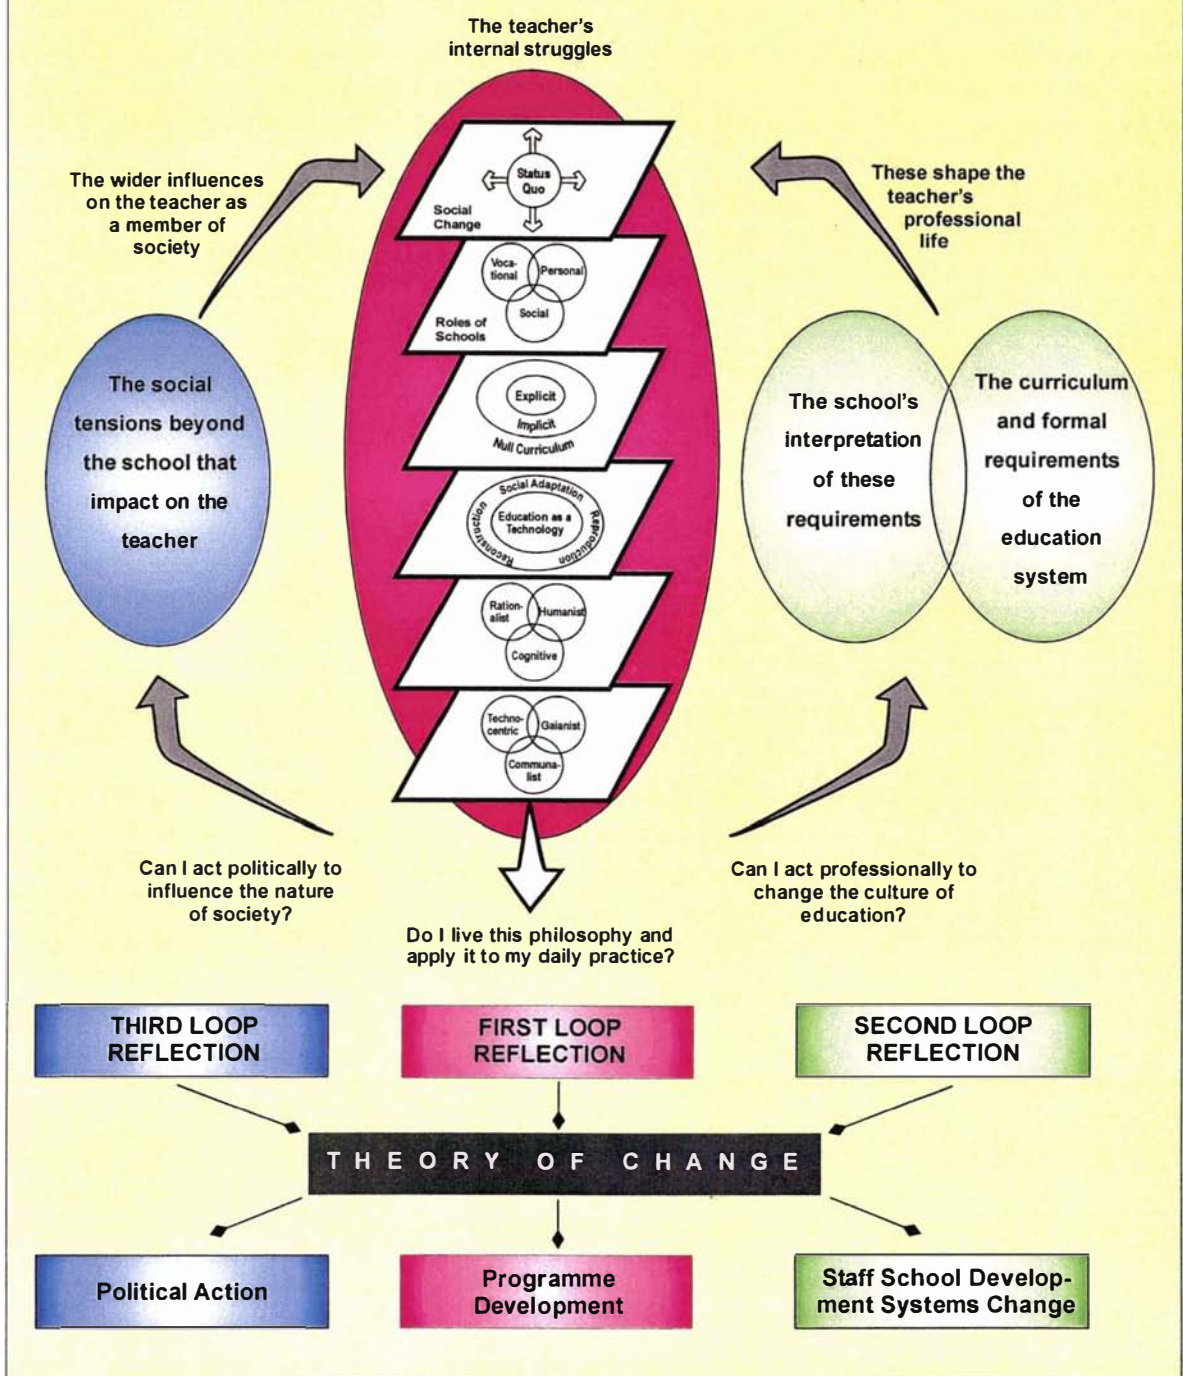 The teacher's
internal struggles
The wider influences
on the teacher as
a member of
society
These shape the
teacher's
professional
life
Status
Quo
Social
Change
Voca-
tional
Personal
Social
Roles of
Schools
Explicit
Implicit
Null Curriculum
Social Adaptation
Reconstruction
Reproduction
Education as a
Technology
Ration-
alist
Humanist
Cognitive
Techno-
centric
Gaianist
Communa-
list
The social
tensions beyond
the school that
impact on the
teacher
The school's
interpretation
of these
requirements
The curriculum
and formal
requirements
of the
education
system
Can I act politically to
influence the nature
of society?
Do I live this philosophy and
apply it to my daily practice?
Can I act professionally to
change the culture of
education?
THIRD LOOP
REFLECTION
FIRST LOOP
REFLECTION
SECOND LOOP
REFLECTION
THEORY OF CHANGE
Political Action
Programme
Development
Staff School Develop-
ment Systems Change